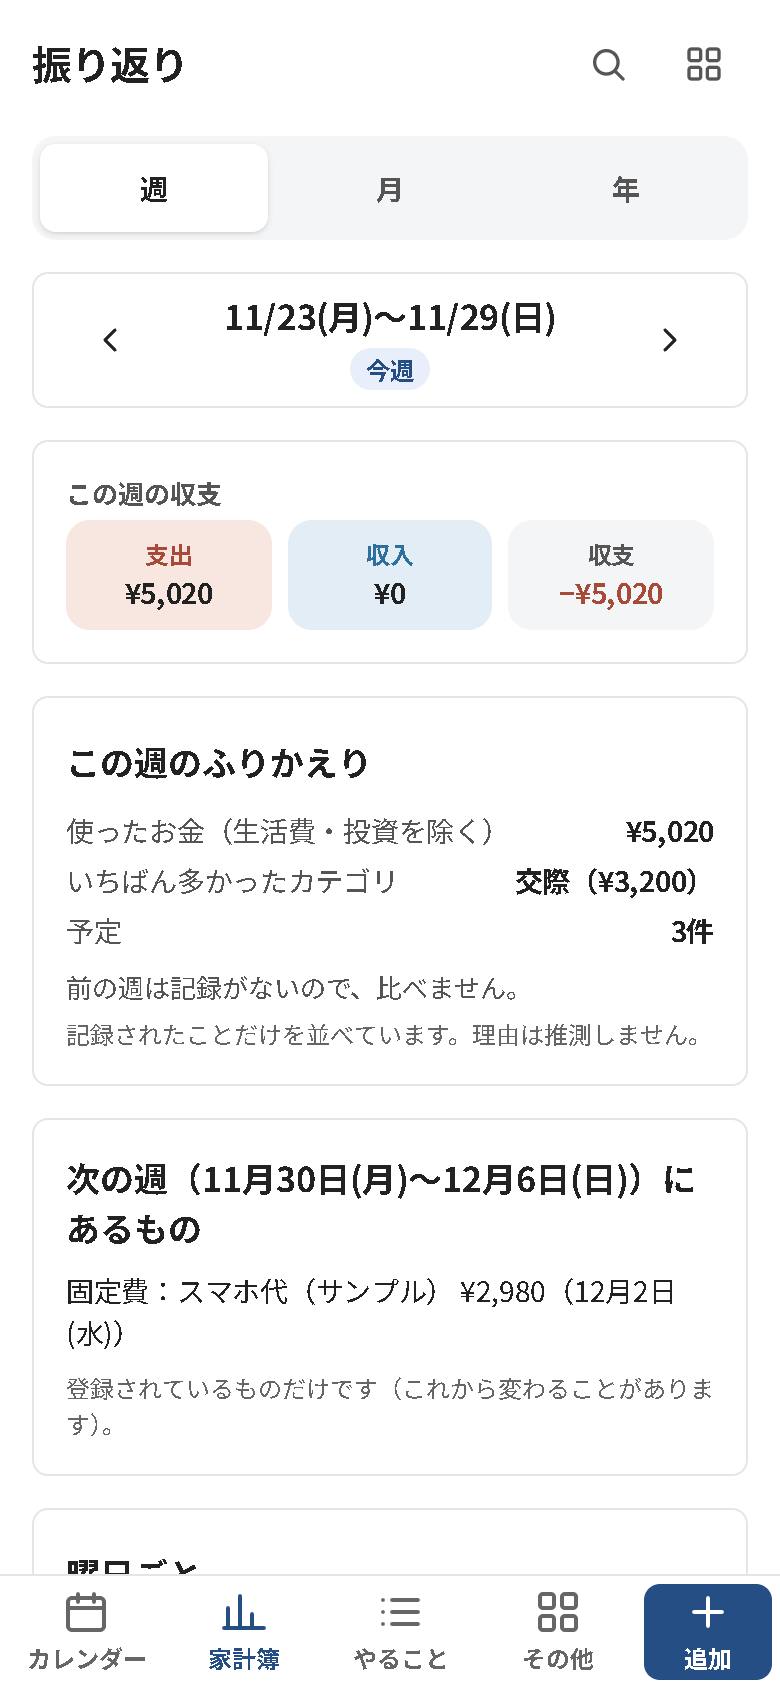 振り返り
週
月
年
11/23(月)〜11/29(日)
今週
この週の収支
支出
¥5,020
収入
¥0
収支
−¥5,020
この週のふりかえり
使ったお金（生活費・投資を除く） ¥5,020
いちばん多かったカテゴリ 交際（¥3,200）
予定 3件
前の週は記録がないので、比べません。
記録されたことだけを並べています。理由は推測しません。
次の週（11月30日(月)〜12月6日(日)）に
あるもの
固定費：スマホ代（サンプル） ¥2,980（12月2日
(水)）
登録されているものだけです（これから変わることがありま
す）。
曜日ごと
カレンダー
家計簿
やること
その他
追加